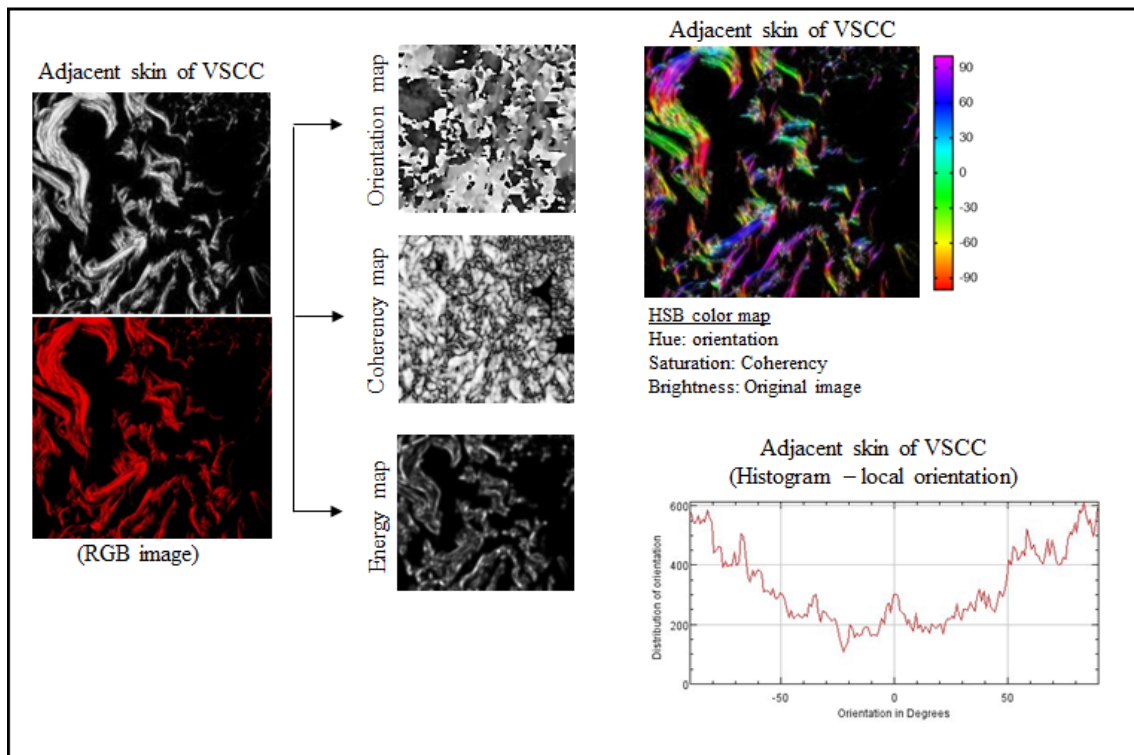 Adjacent skin of VSCC
(RGB image)
Orientation map
Coherency map
Energy map
Adjacent skin of VSCC
90
60
30
0
-30
-60
-90
HSB color map
Hue: orientation
Saturation: Coherency
Brightness: Original image
Adjacent skin of VSCC
(Histogram – local orientation)
Distribution of orientation
600
400
200
0
-50
0
50
Orientation in Degrees